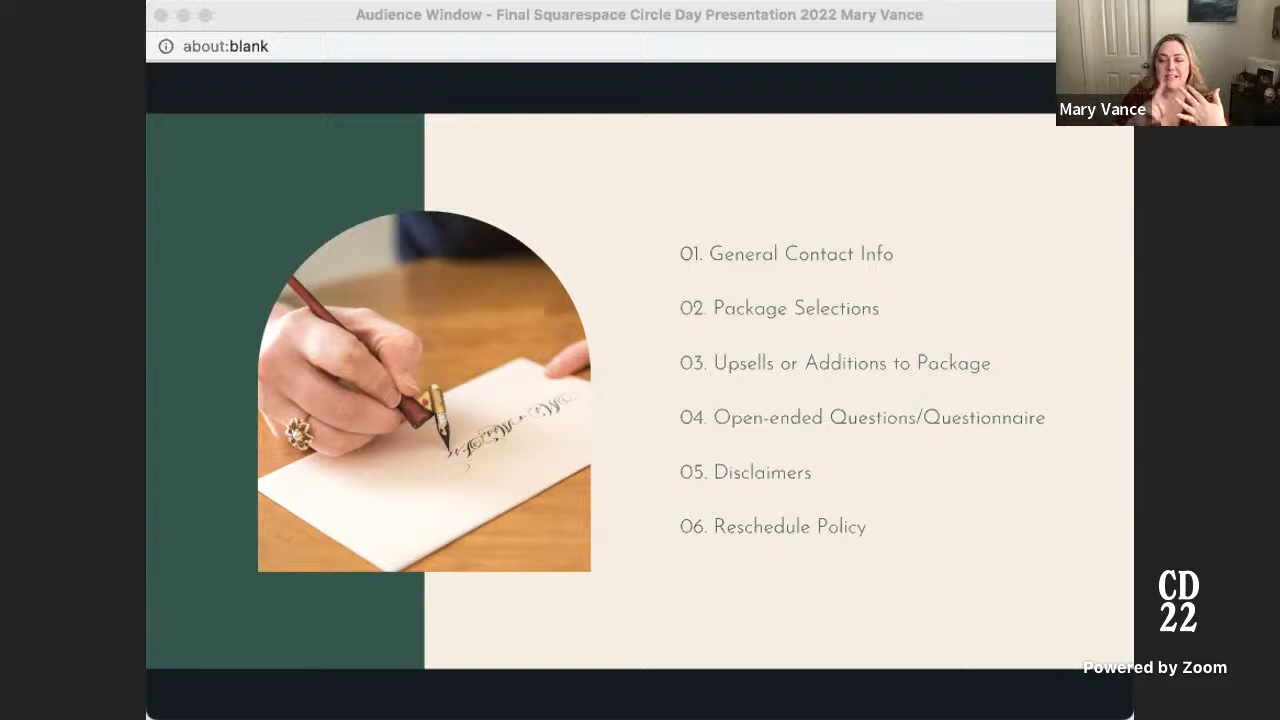 Audience Window - Final Squarespace Circle Day Presentation 2022 Mary Vance
about:blank
Mary Vance
01. General Contact Info
02. Package Selections
03. Upsells or Additions to Package
04. Open-ended Questions/Questionnaire
05. Disclaimers
06. Reschedule Policy
CD
22
Powered by Zoom